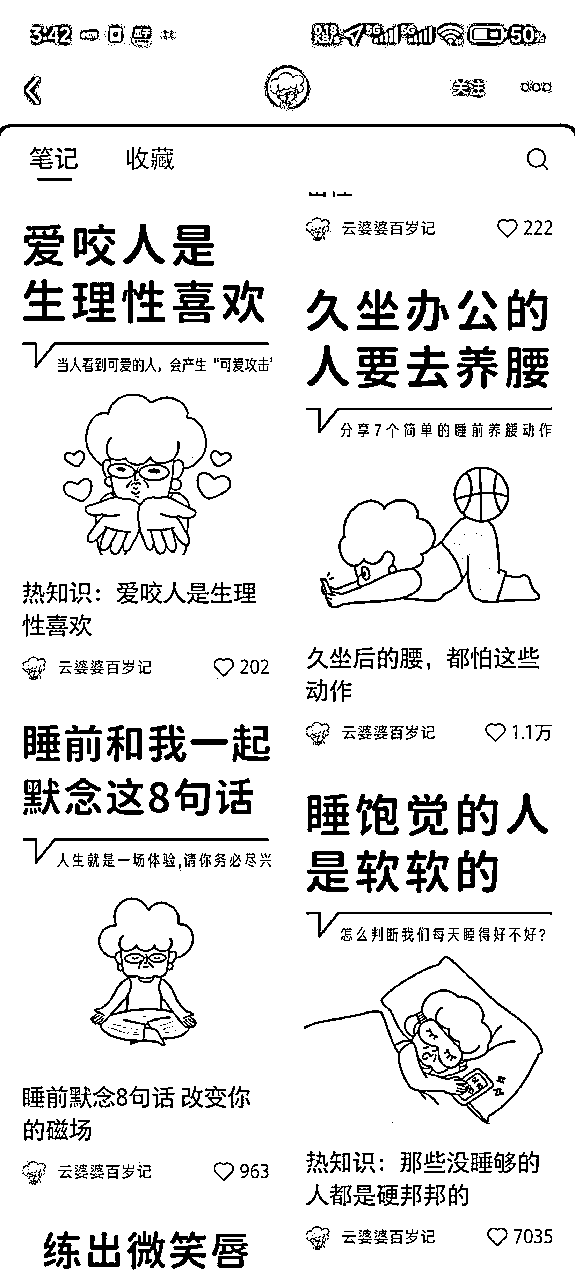 3:42
50
关注
笔记
收藏
爱咬人是
生理性喜欢
当人看到可爱的人，会产生“可爱攻击”
热知识：爱咬人是生理
性喜欢
云婆婆百岁记
202
睡前和我一起
默念这8句话
人生就是一场体验,请你务必尽兴
睡前默念8句话 改变你
的磁场
云婆婆百岁记
963
练出微笑唇
云婆婆百岁记
222
久坐办公的
人要去养腰
分享7个简单的睡前养腰动作
久坐后的腰，都怕这些
动作
云婆婆百岁记
1.1万
睡饱觉的人
是软软的
怎么判断我们每天睡得好不好?
热知识：那些没睡够的
人都是硬邦邦的
云婆婆百岁记
7035